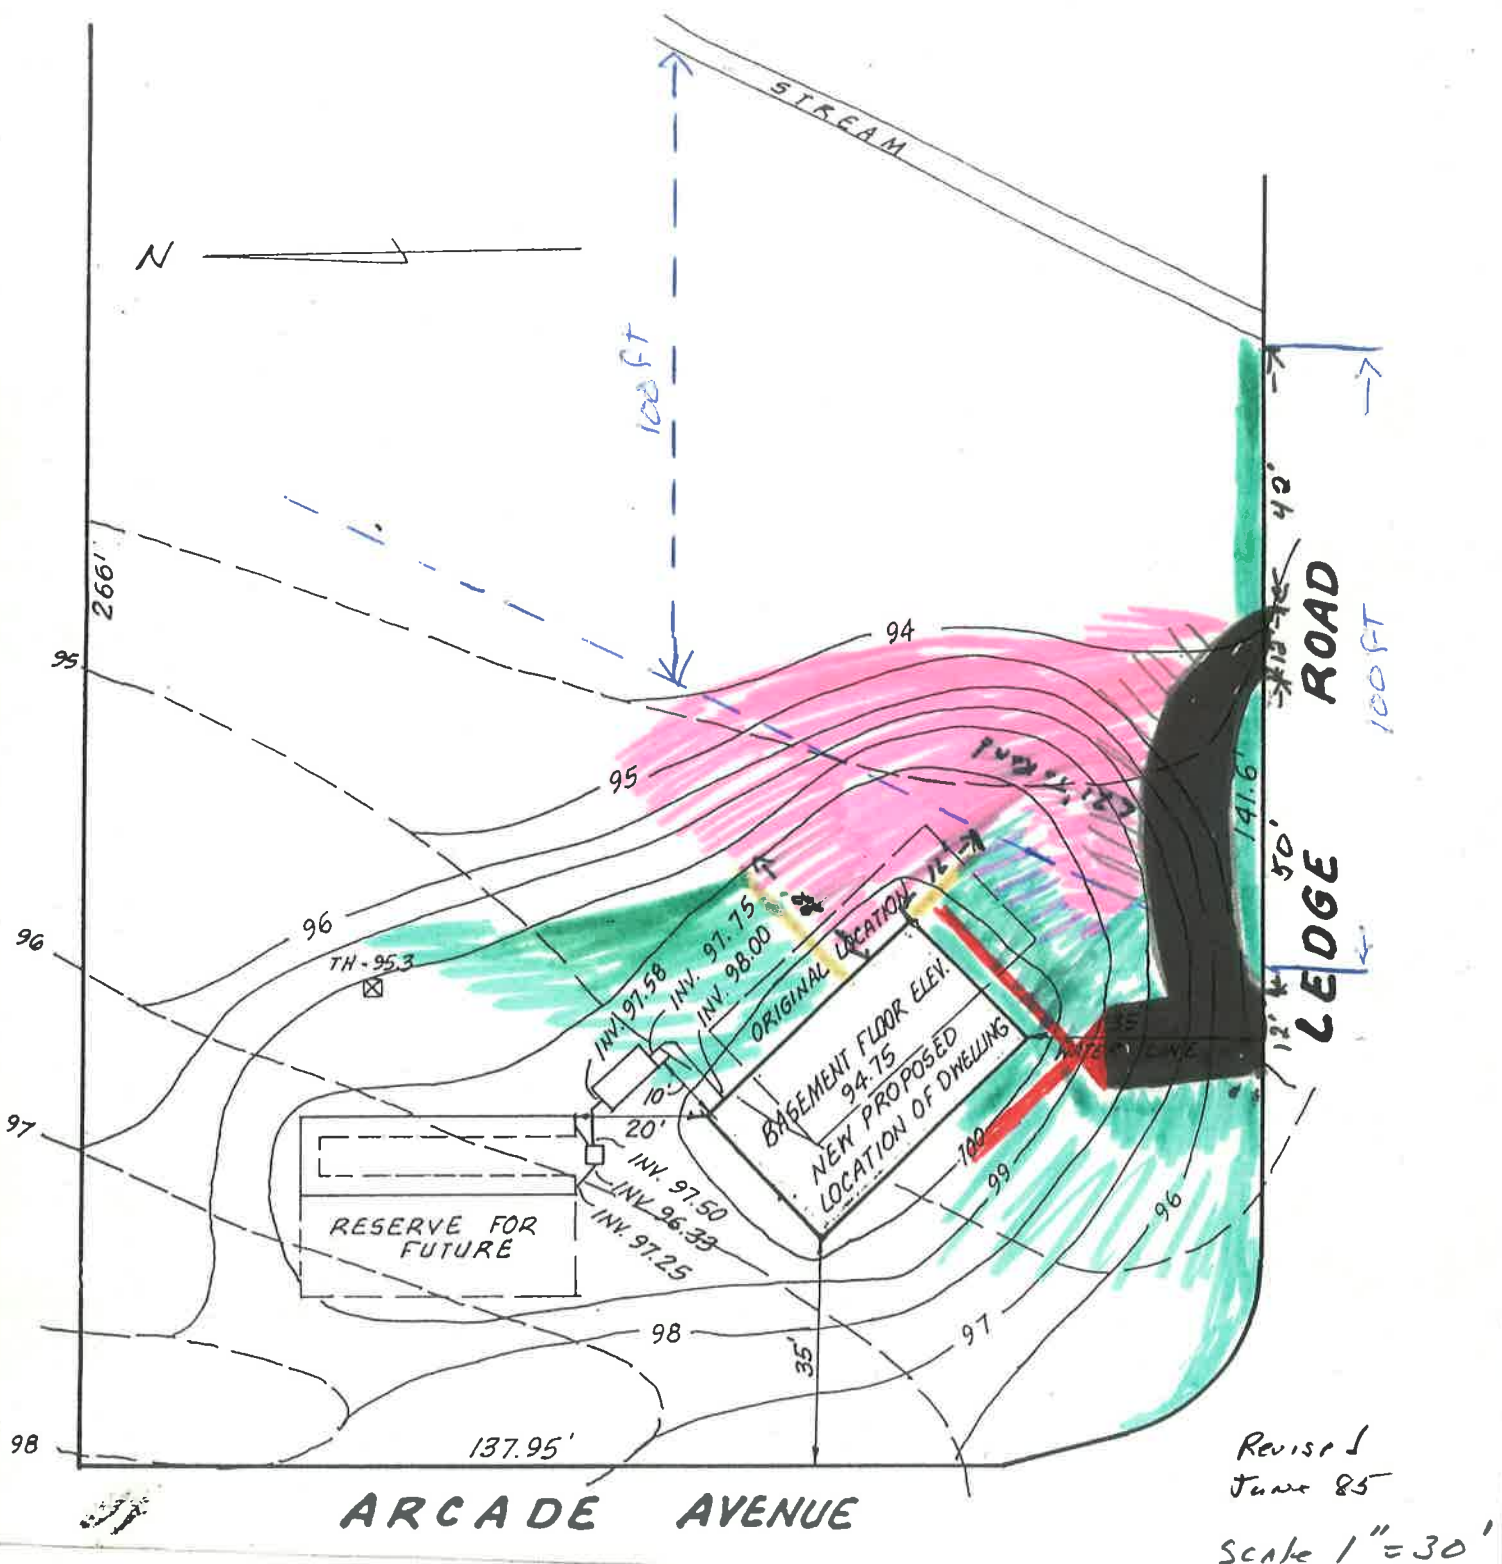 STREAM
N
100 ft
42'
266'
94
12'
ROAD
100 FT
95
95
141.6'
50'
LEDGE
12
96
96
TH-95.3
INV. 97.58
INV. 97.75
INV. 98.00
ORIGINAL LOCATION
12'
BASEMENT FLOOR ELEV.
94.75
NEW PROPOSED
LOCATION OF DWELLING
10'
20'
97
INV. 97.50
INV. 96.33
INV. 97.25
RESERVE FOR
FUTURE
100
99
96
98
97
35'
98
137.95'
ARCADE AVENUE
Revised
June 85
Scale 1" = 30'